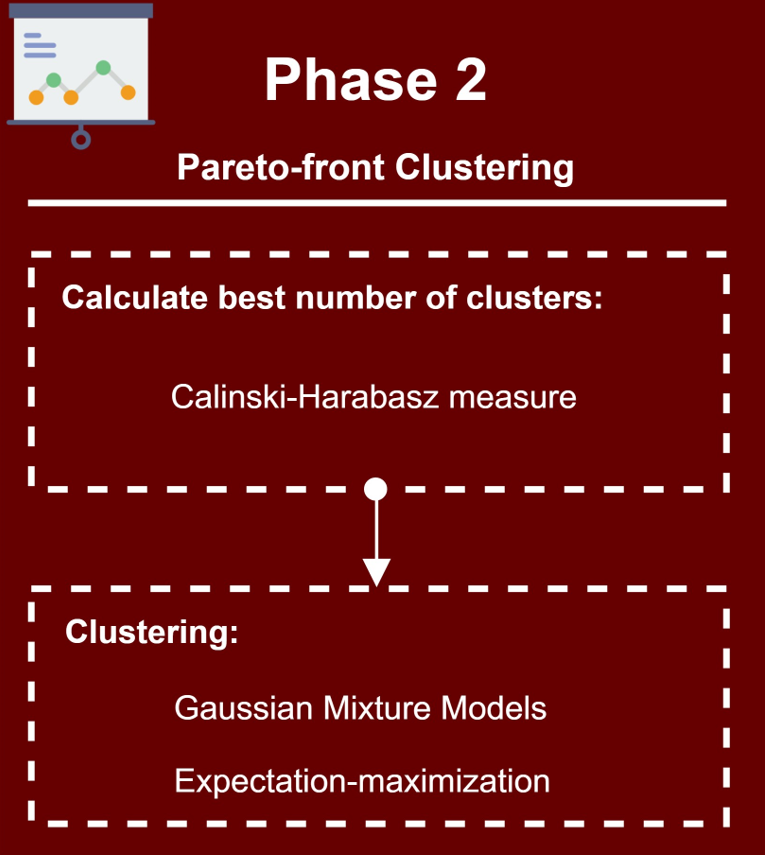 Phase 2
Pareto-front Clustering
Calculate best number of clusters:
Calinski-Harabasz measure
Clustering:
Gaussian Mixture Models
Expectation-maximization